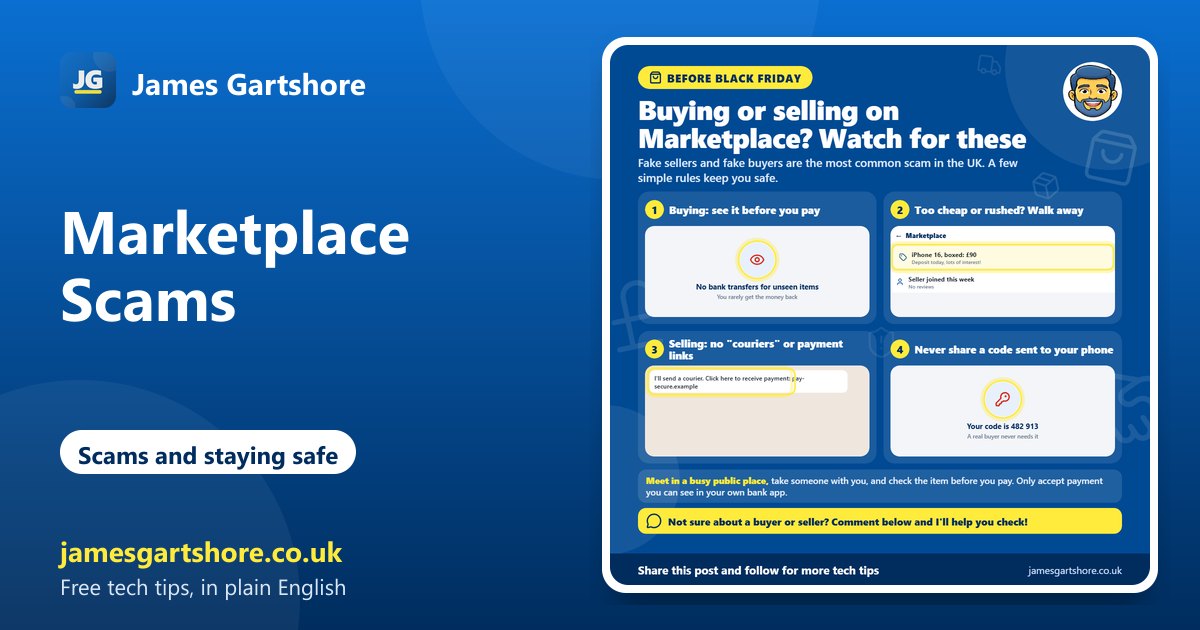 JG
James Gartshore
Marketplace
Scams
Scams and staying safe
jamesgartshore.co.uk
Free tech tips, in plain English
BEFORE BLACK FRIDAY
Buying or selling on
Marketplace? Watch for these
Fake sellers and fake buyers are the most common scam in the UK. A few
simple rules keep you safe.
1 Buying: see it before you pay
No bank transfers for unseen items
You rarely get the money back
2 Too cheap or rushed? Walk away
← Marketplace
iPhone 16, boxed: £90
Deposit today, lots of interest!
Seller joined this week
No reviews
3 Selling: no "couriers" or payment
links
I'll send a courier. Click here to receive payment: pay-
secure.example
4 Never share a code sent to your phone
Your code is 482 913
A real buyer never needs it
Meet in a busy public place, take someone with you, and check the item before you pay. Only accept payment
you can see in your own bank app.
Not sure about a buyer or seller? Comment below and I'll help you check!
Share this post and follow for more tech tips
jamesgartshore.co.uk